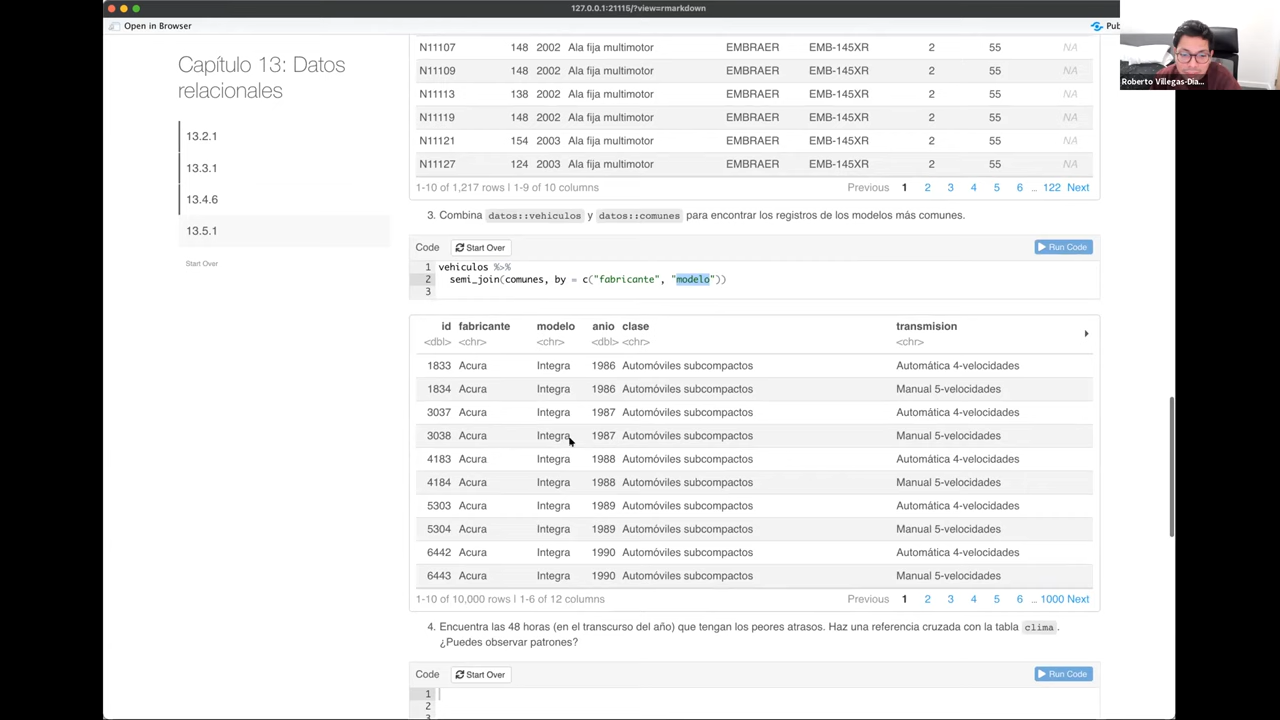 127.0.0.1:21115/?view=rmarkdown
Open in Browser
Roberto Villegas-Dia...
Capítulo 13: Datos
relacionales
13.2.1
13.3.1
13.4.6
13.5.1
Start Over
N11107 148 2002 Ala fija multimotor EMBRAER EMB-145XR 2 55 NA
N11109 148 2002 Ala fija multimotor EMBRAER EMB-145XR 2 55 NA
N11113 138 2002 Ala fija multimotor EMBRAER EMB-145XR 2 55 NA
N11119 148 2002 Ala fija multimotor EMBRAER EMB-145XR 2 55 NA
N11121 154 2003 Ala fija multimotor EMBRAER EMB-145XR 2 55 NA
N11127 124 2003 Ala fija multimotor EMBRAER EMB-145XR 2 55 NA
1-10 of 1,217 rows | 1-9 of 10 columns Previous 1 2 3 4 5 6 ... 122 Next
3. Combina datos::vehiculos y datos::comunes para encontrar los registros de los modelos más comunes.
Code Start Over Run Code
1 vehiculos %>%
2 semi_join(comunes, by = c("fabricante", "modelo"))
3
id fabricante modelo anio clase transmision
<dbl> <chr> <chr> <dbl> <chr> <chr>
1833 Acura Integra 1986 Automóviles subcompactos Automática 4-velocidades
1834 Acura Integra 1986 Automóviles subcompactos Manual 5-velocidades
3037 Acura Integra 1987 Automóviles subcompactos Automática 4-velocidades
3038 Acura Integra 1987 Automóviles subcompactos Manual 5-velocidades
4183 Acura Integra 1988 Automóviles subcompactos Automática 4-velocidades
4184 Acura Integra 1988 Automóviles subcompactos Manual 5-velocidades
5303 Acura Integra 1989 Automóviles subcompactos Automática 4-velocidades
5304 Acura Integra 1989 Automóviles subcompactos Manual 5-velocidades
6442 Acura Integra 1990 Automóviles subcompactos Automática 4-velocidades
6443 Acura Integra 1990 Automóviles subcompactos Manual 5-velocidades
1-10 of 10,000 rows | 1-6 of 12 columns Previous 1 2 3 4 5 6 ... 1000 Next
4. Encuentra las 48 horas (en el transcurso del año) que tengan los peores atrasos. Haz una referencia cruzada con la tabla clima.
¿Puedes observar patrones?
Code Start Over Run Code
1
2